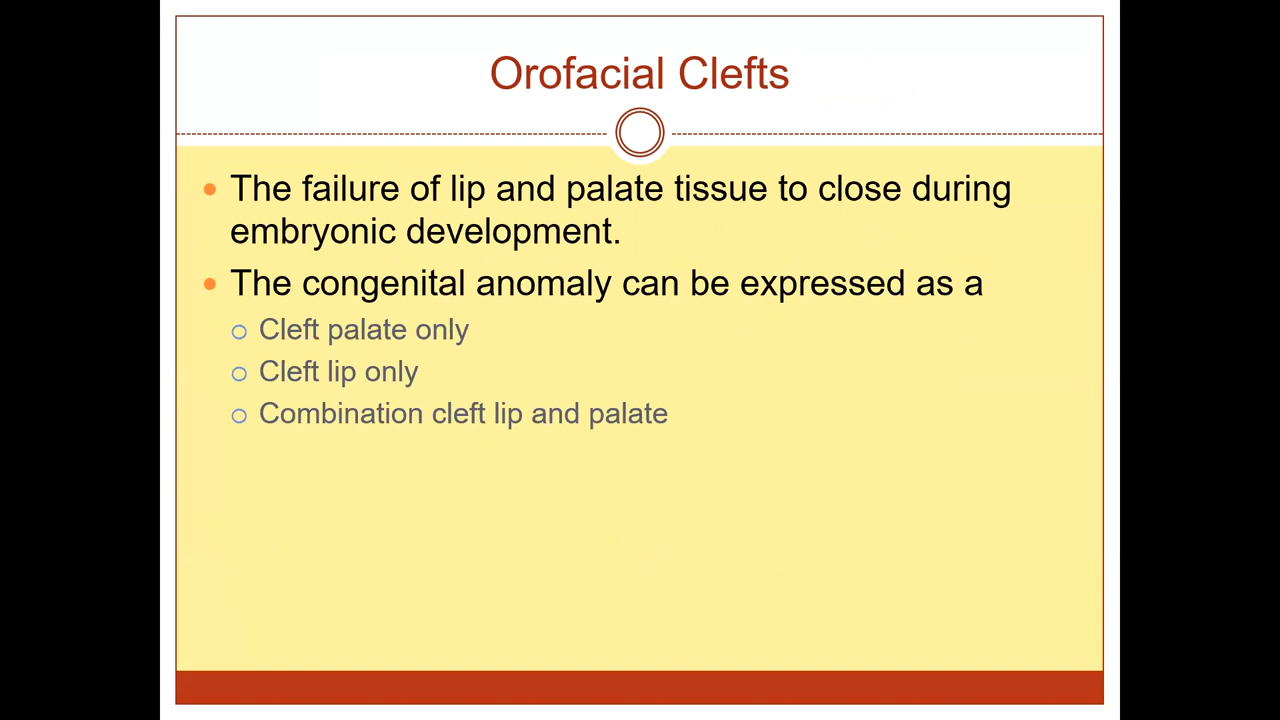 Orofacial Clefts
The failure of lip and palate tissue to close during
embryonic development.
The congenital anomaly can be expressed as a
Cleft palate only
Cleft lip only
Combination cleft lip and palate